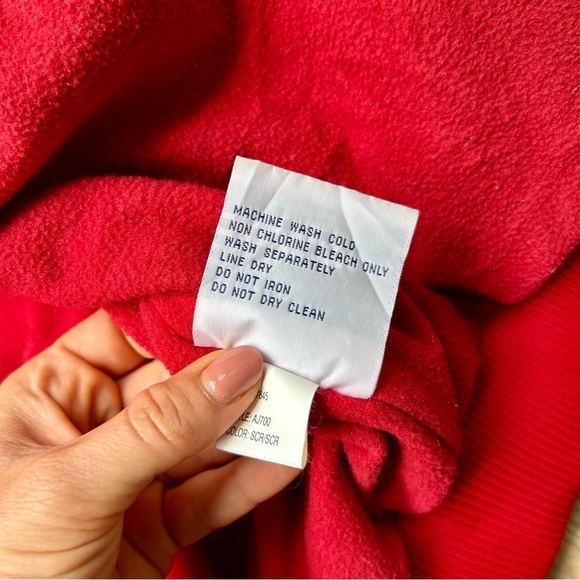 MACHINE WASH COLD
NON CHLORINE BLEACH ONLY
WASH SEPARATELY
LINE DRY
DO NOT IRON
DO NOT DRY CLEAN
AJ700
COLOR: SCR/SCR